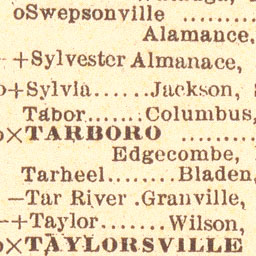 oSwepsonville ........
Alamance,
+Sylvester Almanace,
o+Sylvia......Jackson,
Tabor......Columbus,
o×TARBORO ........
Edgecombe,
Tarheel........Bladen,
—Tar River .Granville,
—+Taylor.......Wilson,
o×TAYLORSVILLE